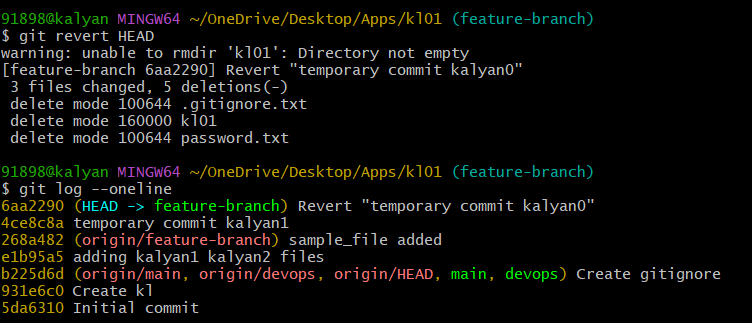 91898@kalyan MINGW64 ~/OneDrive/Desktop/Apps/kl01 (feature-branch)
$ git revert HEAD
warning: unable to rmdir 'kl01': Directory not empty
[feature-branch 6aa2290] Revert "temporary commit kalyan0"
 3 files changed, 5 deletions(-)
 delete mode 100644 .gitignore.txt
 delete mode 160000 kl01
 delete mode 100644 password.txt
91898@kalyan MINGW64 ~/OneDrive/Desktop/Apps/kl01 (feature-branch)
$ git log --oneline
6aa2290 (HEAD -> feature-branch) Revert "temporary commit kalyan0"
4ce8c8a temporary commit kalyan1
268a482 (origin/feature-branch) sample_file added
e1b95a5 adding kalyan1 kalyan2 files
b225d6d (origin/main, origin/devops, origin/HEAD, main, devops) Create gitignore
931e6c0 Create kl
5da6310 Initial commit